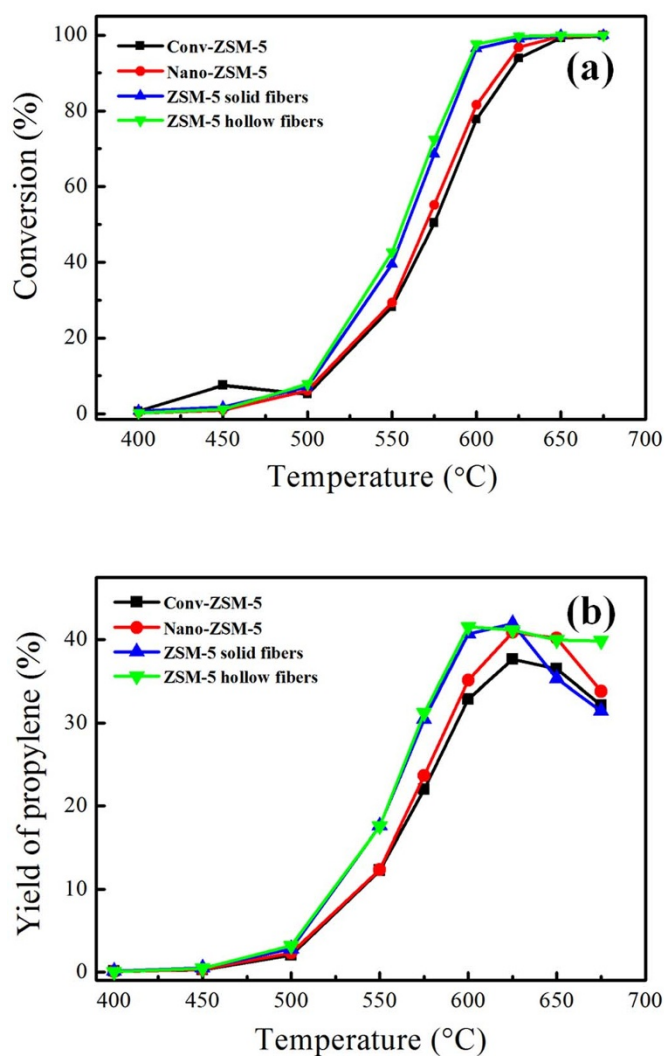 (a)
Conv-ZSM-5
Nano-ZSM-5
ZSM-5 solid fibers
ZSM-5 hollow fibers
Conversion (%)
100
80
60
40
20
0
400 450 500 550 600 650 700
Temperature (°C)
(b)
Conv-ZSM-5
Nano-ZSM-5
ZSM-5 solid fibers
ZSM-5 hollow fibers
Yield of propylene (%)
40
30
20
10
0
400 450 500 550 600 650 700
Temperature (°C)